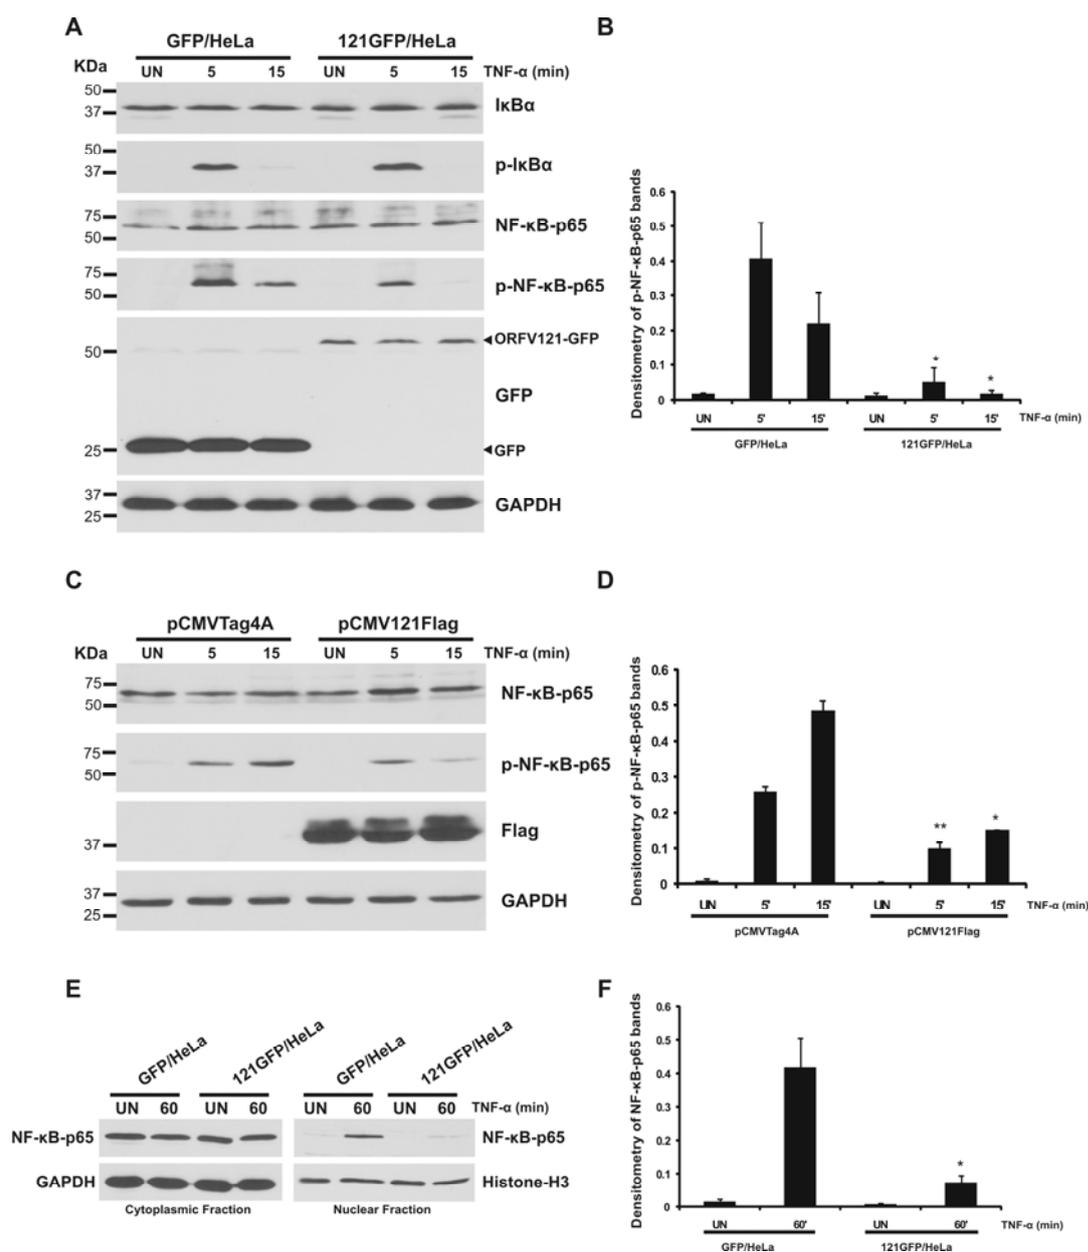 A
GFP/HeLa 121GFP/HeLa
KDa UN 5 15 UN 5 15 TNF-α (min)
50
37
IκBα
50
37
p-IκBα
75
50
NF-κB-p65
75
50
p-NF-κB-p65
ORFV121-GFP
50
GFP
25
GFP
37
25
GAPDH
B
Densitometry of p-NF-κB-p65 bands
0.6
0.5
0.4
0.3
0.2
0.1
0
* *
UN 5' 15' UN 5' 15' TNF-α (min)
GFP/HeLa 121GFP/HeLa
C
pCMVTag4A pCMV121Flag
KDa UN 5 15 UN 5 15 TNF-α (min)
75
50
NF-κB-p65
75
50
p-NF-κB-p65
Flag
37
37
25
GAPDH
D
Densitometry of p-NF-κB-p65 bands
0.6
0.5
0.4
0.3
0.2
0.1
0
** *
UN 5' 15' UN 5' 15' TNF-α (min)
pCMVTag4A pCMV121Flag
E
GFP/HeLa 121GFP/HeLa GFP/HeLa 121GFP/HeLa
UN 60 UN 60 TNF-α (min) UN 60 UN 60
NF-κB-p65 NF-κB-p65
GAPDH Histone-H3
Cytoplasmic Fraction Nuclear Fraction
F
Densitometry of NF-κB-p65 bands
0.6
0.5
0.4
0.3
0.2
0.1
0
*
UN 60' UN 60' TNF-α (min)
GFP/HeLa 121GFP/HeLa